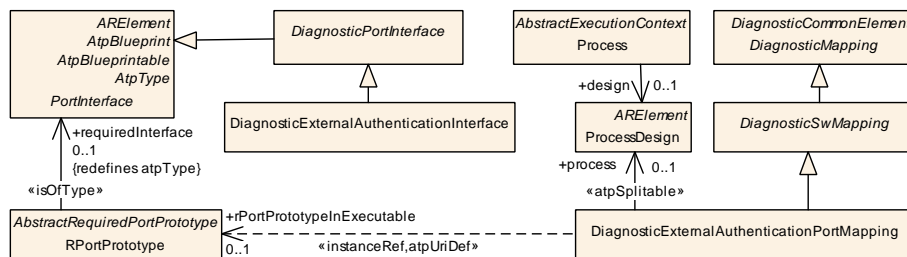 ARElement
AtpBlueprint
AtpBlueprintable
AtpType
PortInterface
DiagnosticPortInterface
AbstractExecutionContext
Process
DiagnosticCommonElement
DiagnosticMapping
+design
0..1
DiagnosticExternalAuthenticationInterface
ARElement
ProcessDesign
DiagnosticSwMapping
+requiredInterface
0..1
{redefines atpType}
+process
0..1
«isOfType»
«atpSplitable»
AbstractRequiredPortPrototype
RPortPrototype
+rPortPrototypeInExecutable
0..1
«instanceRef,atpUriDef»
DiagnosticExternalAuthenticationPortMapping